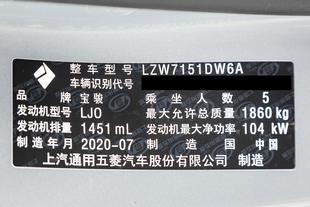 整车型号 LZW7151DW6A
车辆识别代号
品牌 宝骏 乘坐人数 5
发动机型号 LJO 最大允许总质量 1860 kg
发动机排量 1451 mL 发动机最大净功率 104 kW
制造年月 2020-07 制造国 中国
上汽通用五菱汽车股份有限公司 制造